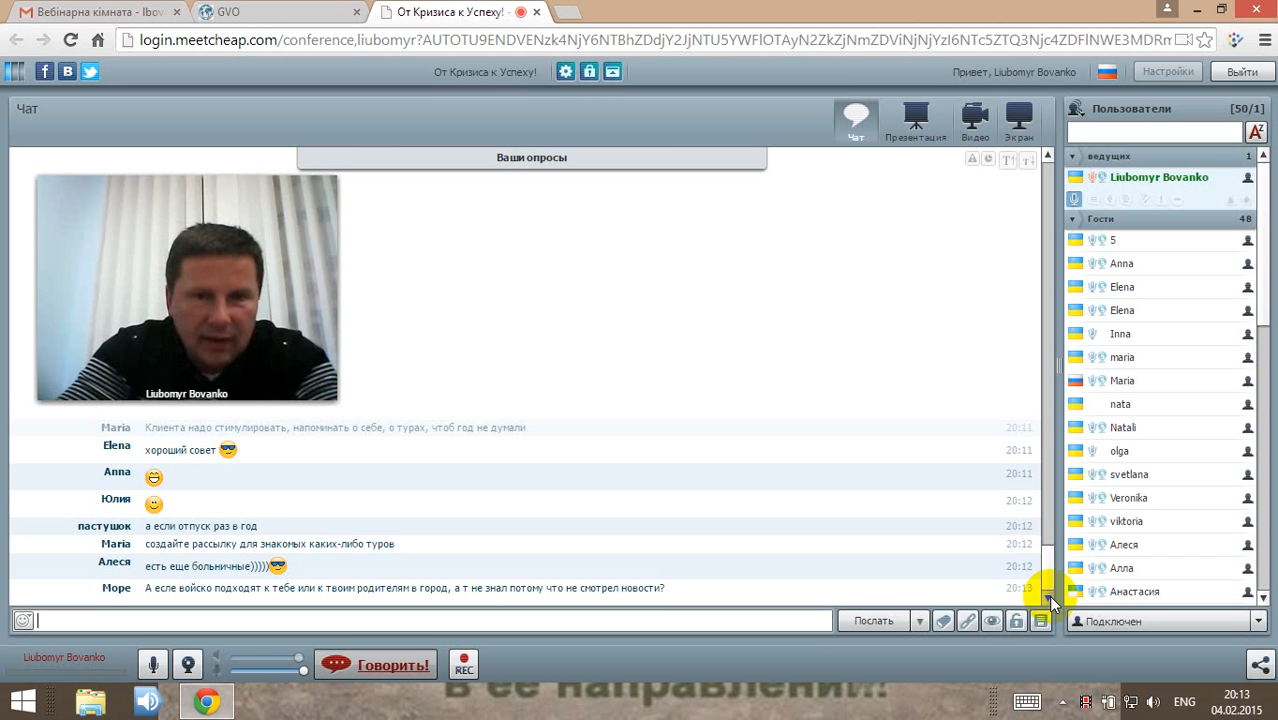 Вебінарна кімната - Ibov
GVO
От Кризиса к Успеху!
login.meetcheap.com/conference,liubomyr?AUTOTU9ENDVENzk4NjY6NTBhZDdjY2JjNTU5YWFlOTAyN2ZkZjNmZDViNjNjYzI6NTc5ZTQ3Njc4ZDFlNWE3MDRm
От Кризиса к Успеху!
Привет, Liubomyr Bovanko
Настройки
Выйти
Чат
Чат
Презентация
Видео
Экран
Пользователи
[50/1]
Ваши опросы
ведущих 1
Liubomyr Bovanko
Гости 48
5
Anna
Elena
Elena
Inna
maria
Maria
nata
Natali
olga
svetlana
Veronika
viktoria
Алеся
Алла
Анастасия
Liubomyr Bovanko
Maria Клиента надо стимулировать, напоминать о себе, о турах, чтоб год не думали 20:11
Elena хороший совет 20:11
Anna 20:11
Юлия 20:12
пастушок а если отпуск раз в год 20:12
Maria создайте рассылку для знакомых каких-либо туров 20:12
Алеся есть еще больничные))))) 20:12
Море А есле войско подходят к тебе или к твоим родителям в город, а т не знал потому что не смотрел новости? 20:13
Послать
Подключен
Liubomyr Bovanko
Говорить!
REC
ENG
20:13
04.02.2015